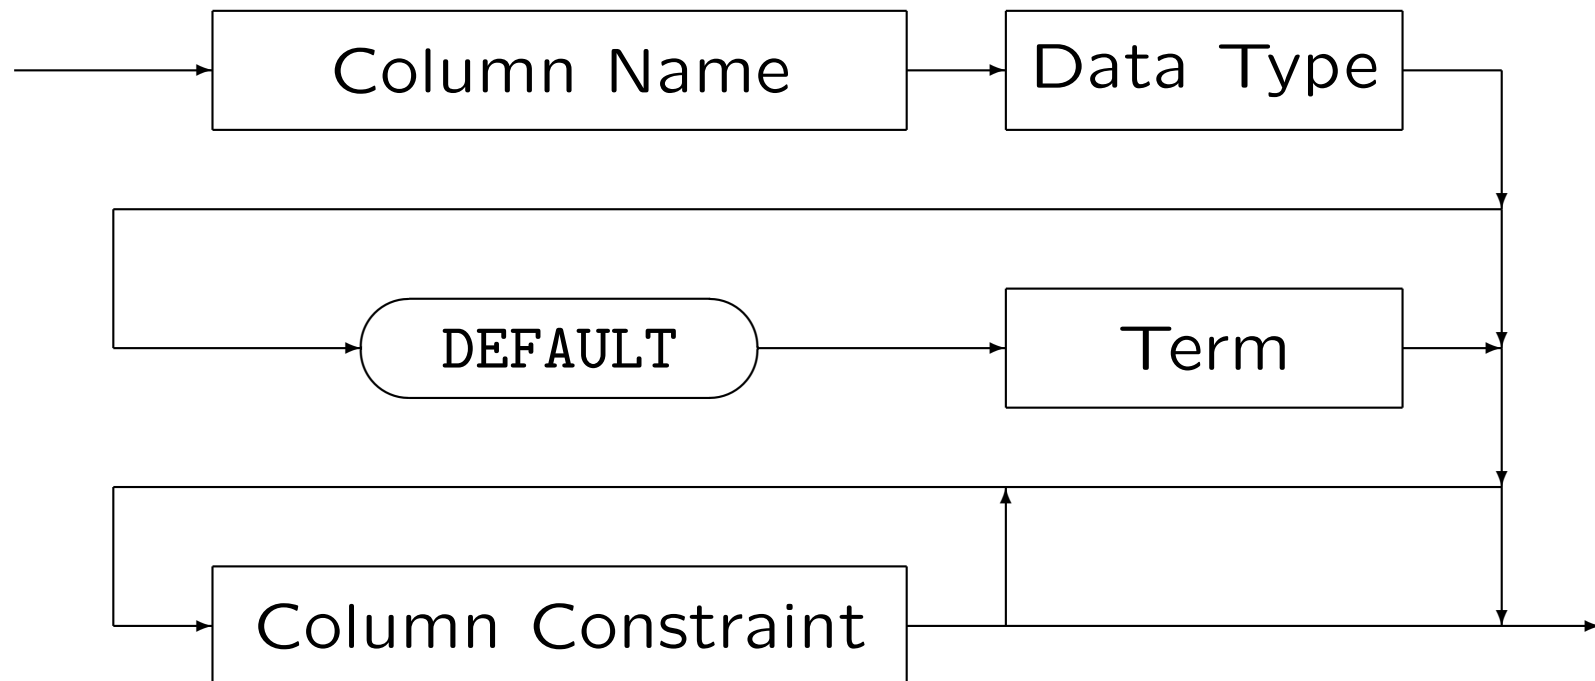 Column Name
Data Type
DEFAULT
Term
Column Constraint